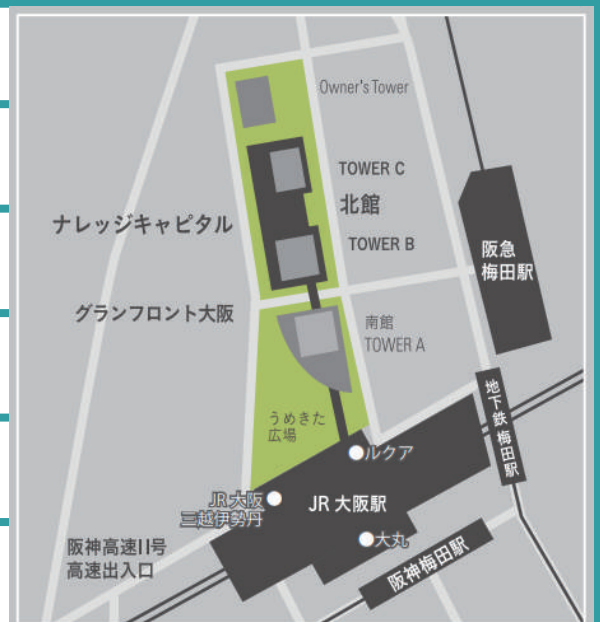 Owner's Tower
TOWER C
北館
TOWER B
ナレッジキャピタル
グランフロント大阪
阪急
梅田駅
南館
TOWER A
うめきた
広場
地下鉄 梅田駅
ルクア
JR 大阪
三越伊勢丹
JR 大阪駅
大丸
阪神梅田駅
阪神高速11号
高速出入口